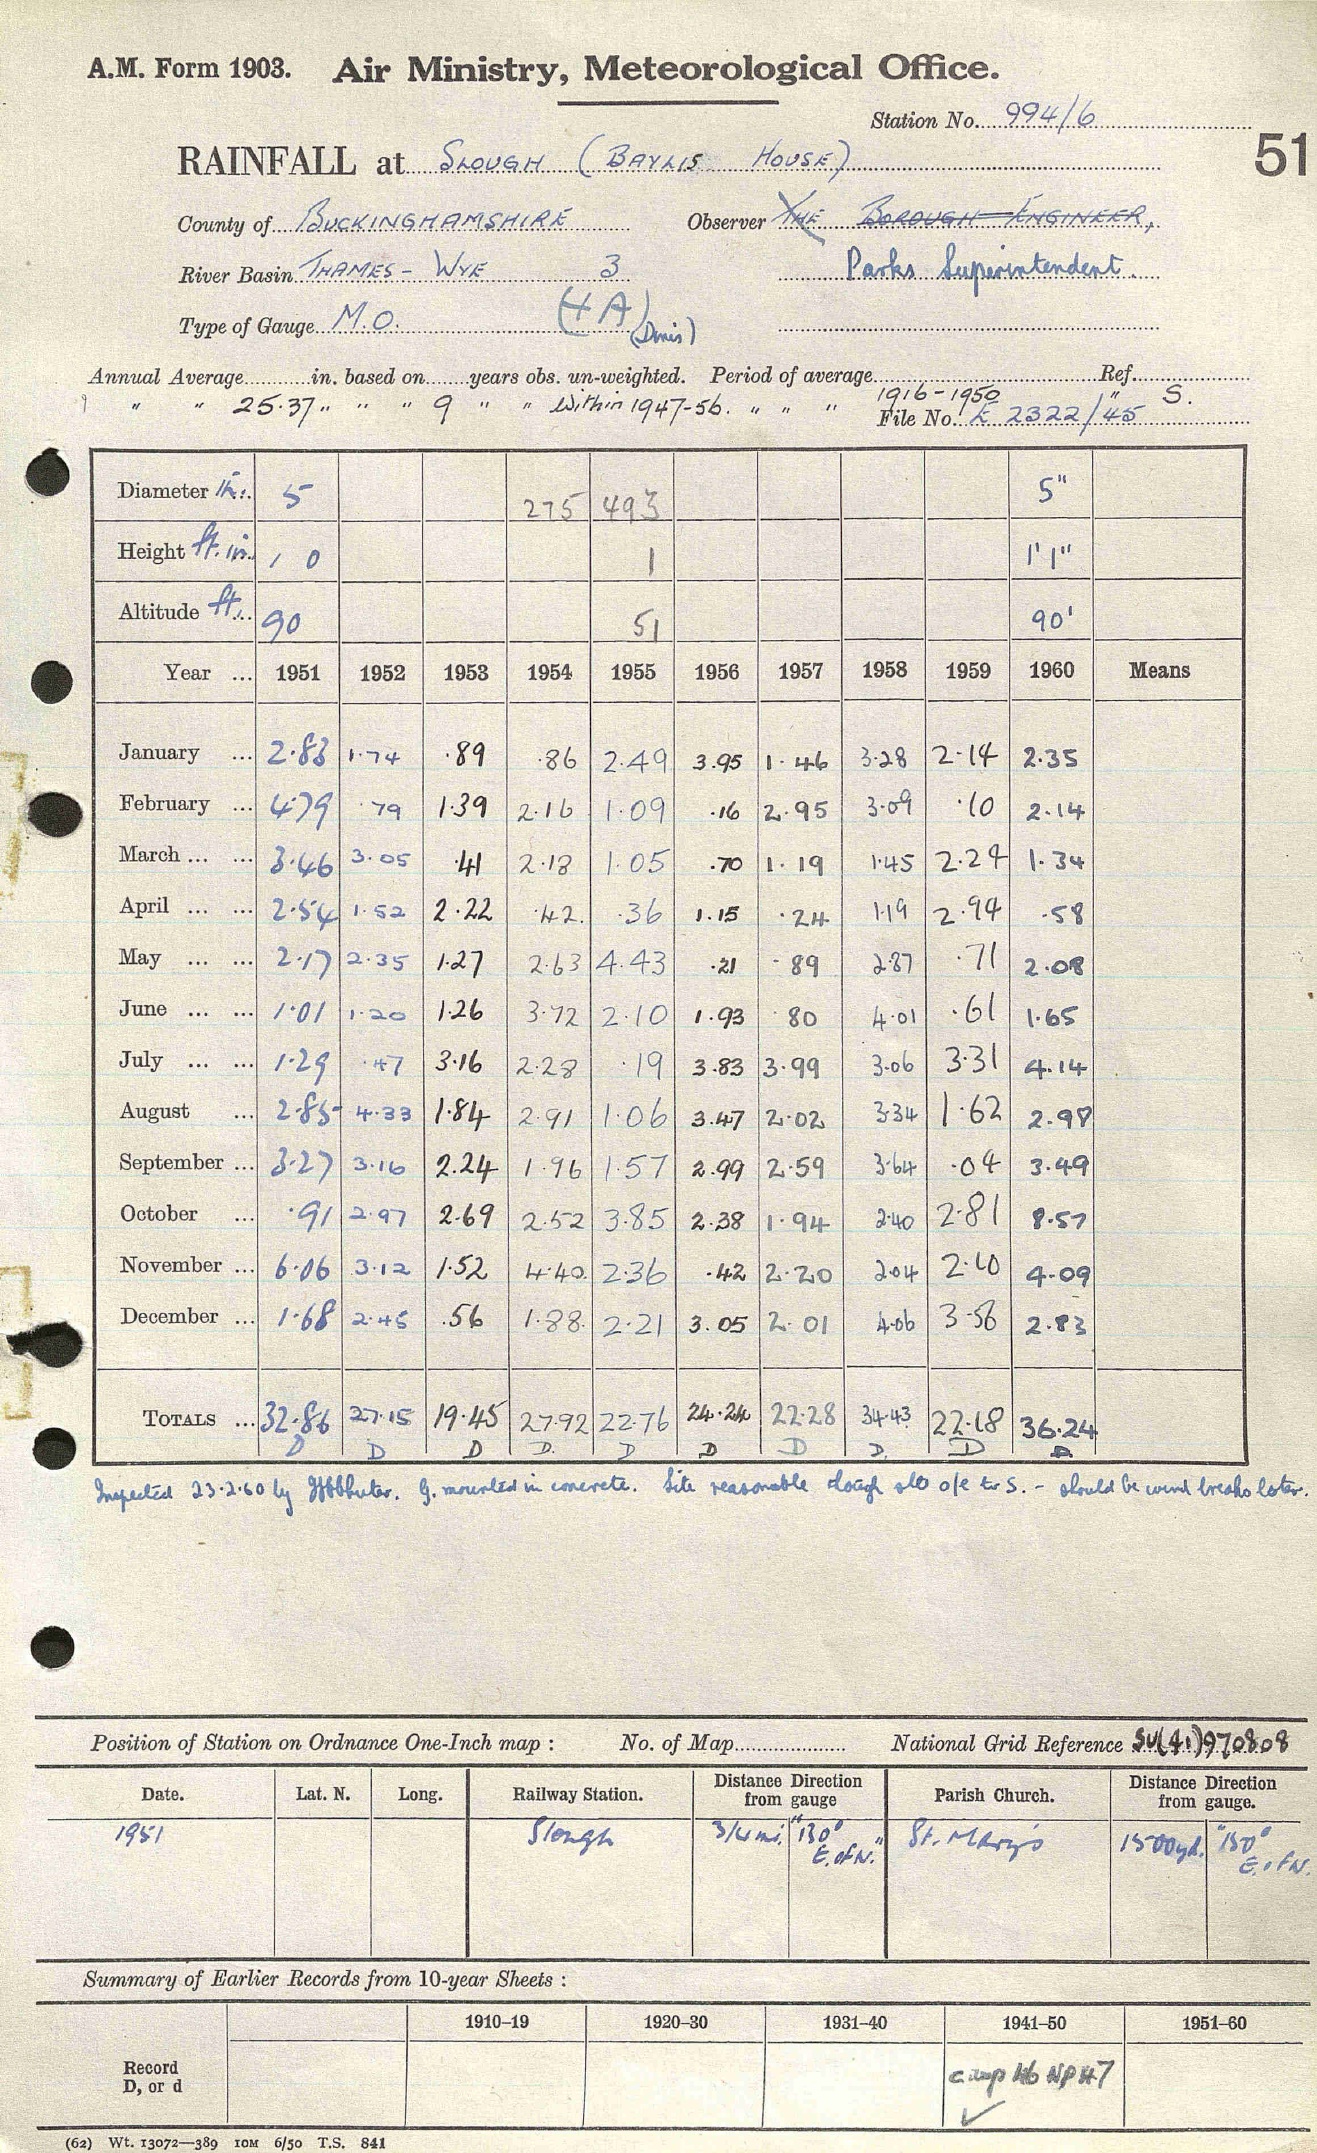 A.M. Form 1903. Air Ministry, Meteorological Office.
Station No. 994/6
51
RAINFALL at SLOUGH (BAYLIS HOUSE)
County of BUCKINGHAMSHIRE Observer THE BOROUGH ENGINEER,
River Basin THAMES - WYE 3 Parks Superintendent.
Type of Gauge M.O. (4A)
Annual Average in. based on years obs. un-weighted. Period of average Ref.
" " 25.37 " " " 9 " " Within 1947-56. " " " 1916-1950 " S.
File No. E 2322/45
Diameter in. 5 275 493 5"
Height ft. in. 1 0 1 1' 1"
Altitude ft. 90 51 90'
Year ... 1951 1952 1953 1954 1955 1956 1957 1958 1959 1960 Means
January ... 2.83 1.74 .89 .86 2.49 3.95 1.46 3.28 2.14 2.35
February ... 4.79 .79 1.39 2.16 1.09 .16 2.95 3.09 .10 2.14
March ... ... 3.46 3.05 .41 2.18 1.05 .70 1.19 1.45 2.24 1.34
April ... ... 2.54 1.52 2.22 .42 .36 1.15 .24 1.19 2.94 .58
May ... ... 2.17 2.35 1.27 2.63 4.43 .21 .89 2.87 .71 2.08
June ... ... 1.01 1.20 1.26 3.72 2.10 1.93 .80 4.01 .61 1.65
July ... ... 1.29 .47 3.16 2.28 .19 3.83 3.99 3.06 3.31 4.14
August ... 2.85 4.33 1.84 2.91 1.06 3.47 2.02 3.34 1.62 2.98
September ... 3.27 3.16 2.24 1.96 1.57 2.99 2.59 3.64 .04 3.49
October ... .91 2.97 2.69 2.52 3.85 2.38 1.94 2.40 2.81 8.57
November ... 6.06 3.12 1.52 4.40 2.36 .42 2.20 2.04 2.10 4.09
December ... 1.68 2.45 .56 1.88 2.21 3.05 2.01 4.06 3.56 2.83
TOTALS ... 32.86 27.15 19.45 27.92 22.76 24.24 22.28 34.43 22.18 36.24
D D D D. D D D D. D D.
Inspected 23.2.60 by G. mounted in concrete. Site reasonable though o/e to S. - should be wind breaks later.
Position of Station on Ordnance One-Inch map : No. of Map National Grid Reference SU(41)970808
Date. Lat. N. Long. Railway Station. Distance Direction from gauge Parish Church. Distance Direction from gauge.
1951 Slough 3/4 mi. "130° E. of N." St. Mary's 1500 yd. "150° E. of N.
Summary of Earlier Records from 10-year Sheets :
1910–19 1920–30 1931–40 1941–50 1951–60
Record
D, or d
(62) Wt. 13072—389 10M 6/50 T.S. 841